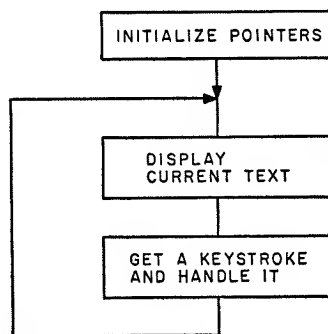 INITIALIZE POINTERS
DISPLAY
CURRENT TEXT
GET A KEYSTROKE
AND HANDLE IT